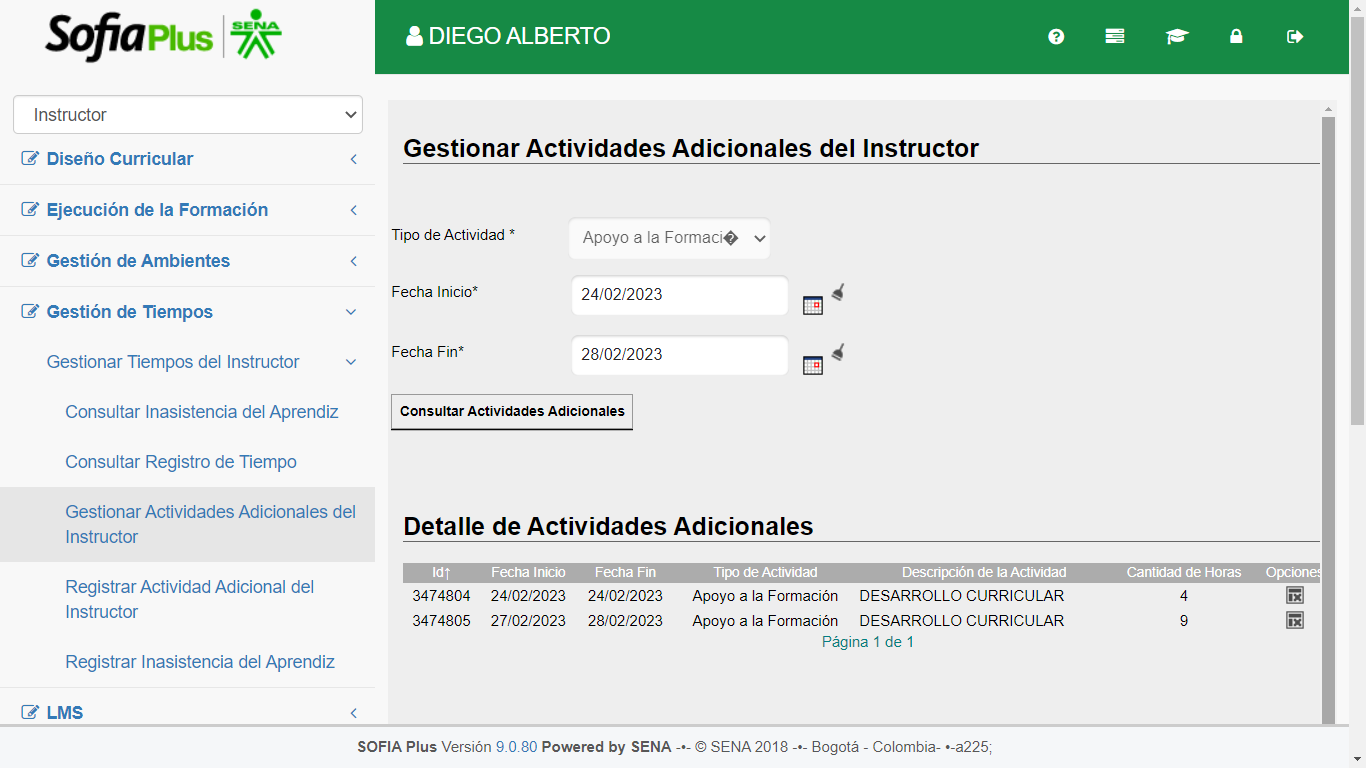 Sofia Plus SENA
DIEGO ALBERTO
Instructor
Diseño Curricular
Ejecución de la Formación
Gestión de Ambientes
Gestión de Tiempos
Gestionar Tiempos del Instructor
Consultar Inasistencia del Aprendiz
Consultar Registro de Tiempo
Gestionar Actividades Adicionales del
Instructor
Registrar Actividad Adicional del
Instructor
Registrar Inasistencia del Aprendiz
LMS
Gestionar Actividades Adicionales del Instructor
Tipo de Actividad * Apoyo a la Formaci�
Fecha Inicio* 24/02/2023
Fecha Fin* 28/02/2023
Consultar Actividades Adicionales
Detalle de Actividades Adicionales
Id↑ Fecha Inicio Fecha Fin Tipo de Actividad Descripción de la Actividad Cantidad de Horas Opciones
3474804 24/02/2023 24/02/2023 Apoyo a la Formación DESARROLLO CURRICULAR 4
3474805 27/02/2023 28/02/2023 Apoyo a la Formación DESARROLLO CURRICULAR 9
Página 1 de 1
SOFIA Plus Versión 9.0.80 Powered by SENA -•- © SENA 2018 -•- Bogotá - Colombia- •-a225;